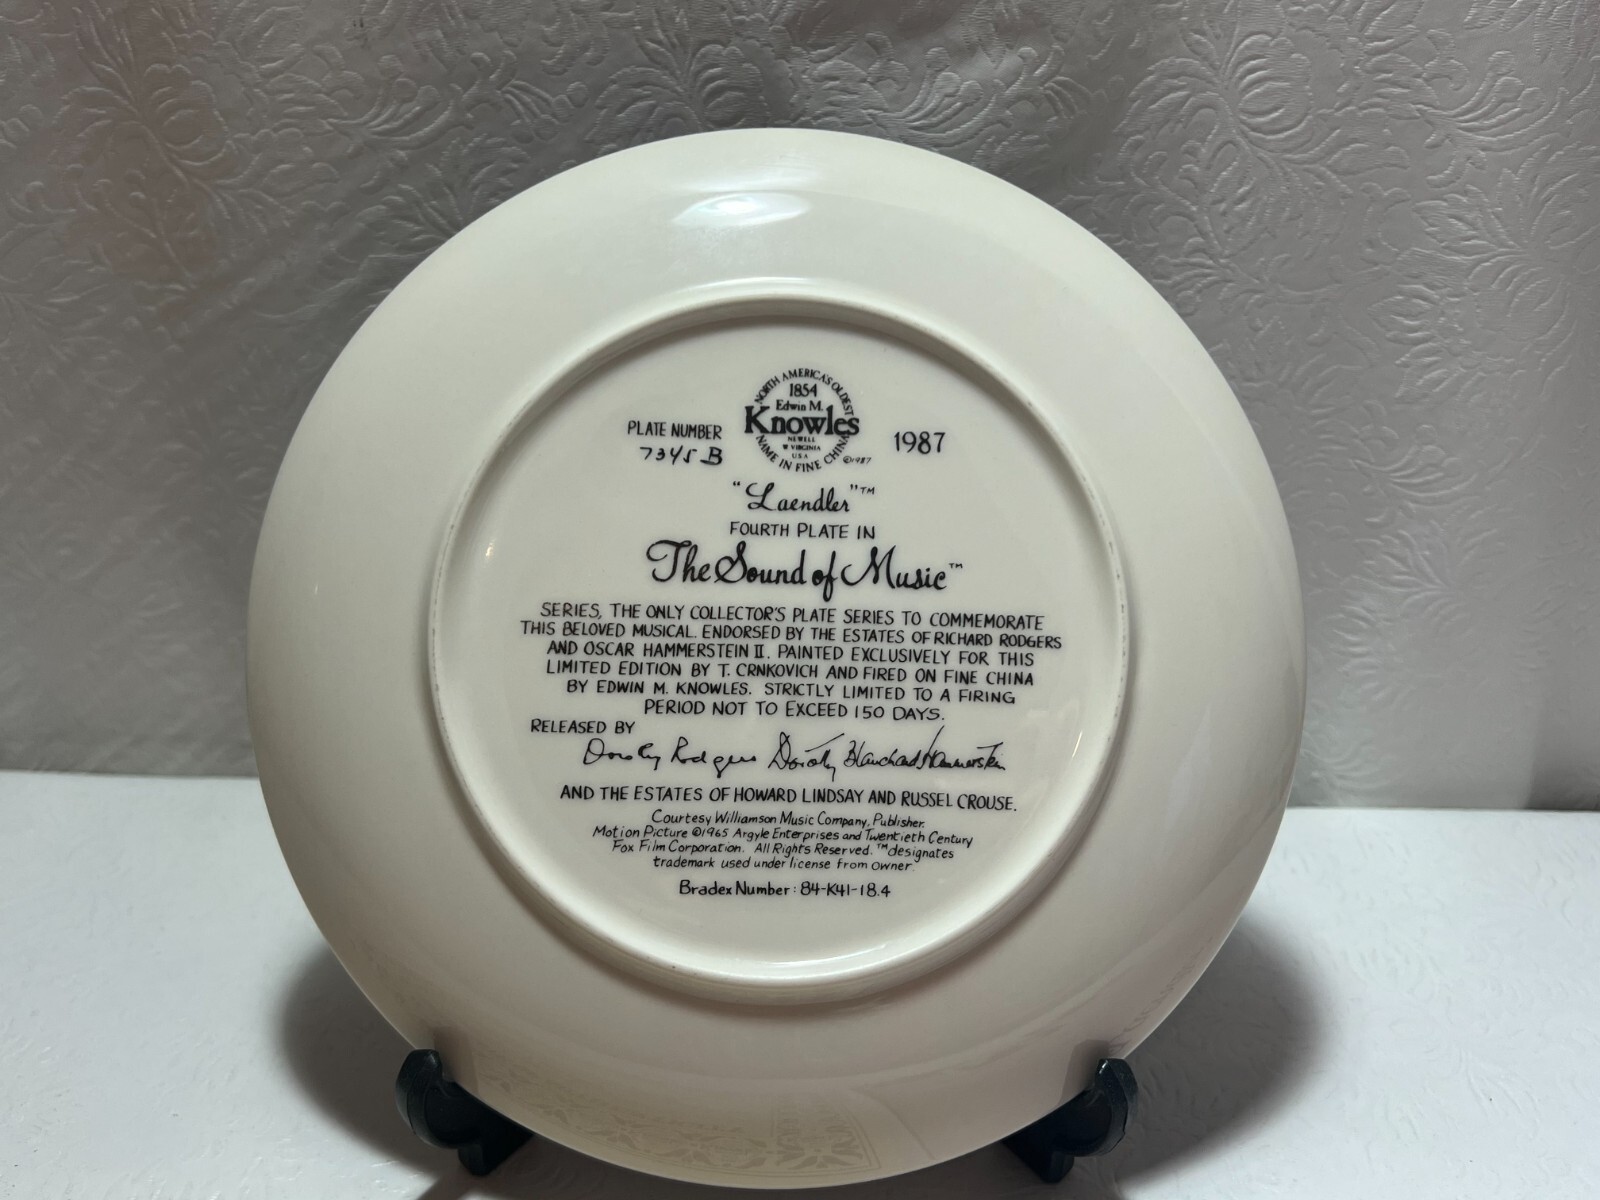 NORTH AMERICA'S OLDEST
1854
Edwin M.
Knowles
NEWELL
W VIRGINIA
U.S.A
NAME IN FINE CHINA
©1987
PLATE NUMBER
7345 B
1987
"Laendler"™
FOURTH PLATE IN
The Sound of Music™
SERIES, THE ONLY COLLECTOR'S PLATE SERIES TO COMMEMORATE
THIS BELOVED MUSICAL. ENDORSED BY THE ESTATES OF RICHARD RODGERS
AND OSCAR HAMMERSTEIN II. PAINTED EXCLUSIVELY FOR THIS
LIMITED EDITION BY T. CRNKOVICH AND FIRED ON FINE CHINA
BY EDWIN M. KNOWLES. STRICTLY LIMITED TO A FIRING
PERIOD NOT TO EXCEED 150 DAYS.
RELEASED BY
Dorothy Rodgers Dorothy Blanchard Hammerstein
AND THE ESTATES OF HOWARD LINDSAY AND RUSSEL CROUSE.
Courtesy Williamson Music Company, Publisher.
Motion Picture ©1965 Argyle Enterprises and Twentieth Century
Fox Film Corporation. All Rights Reserved. ™designates
trademark used under license from owner.
Bradex Number: 84-K41-18.4